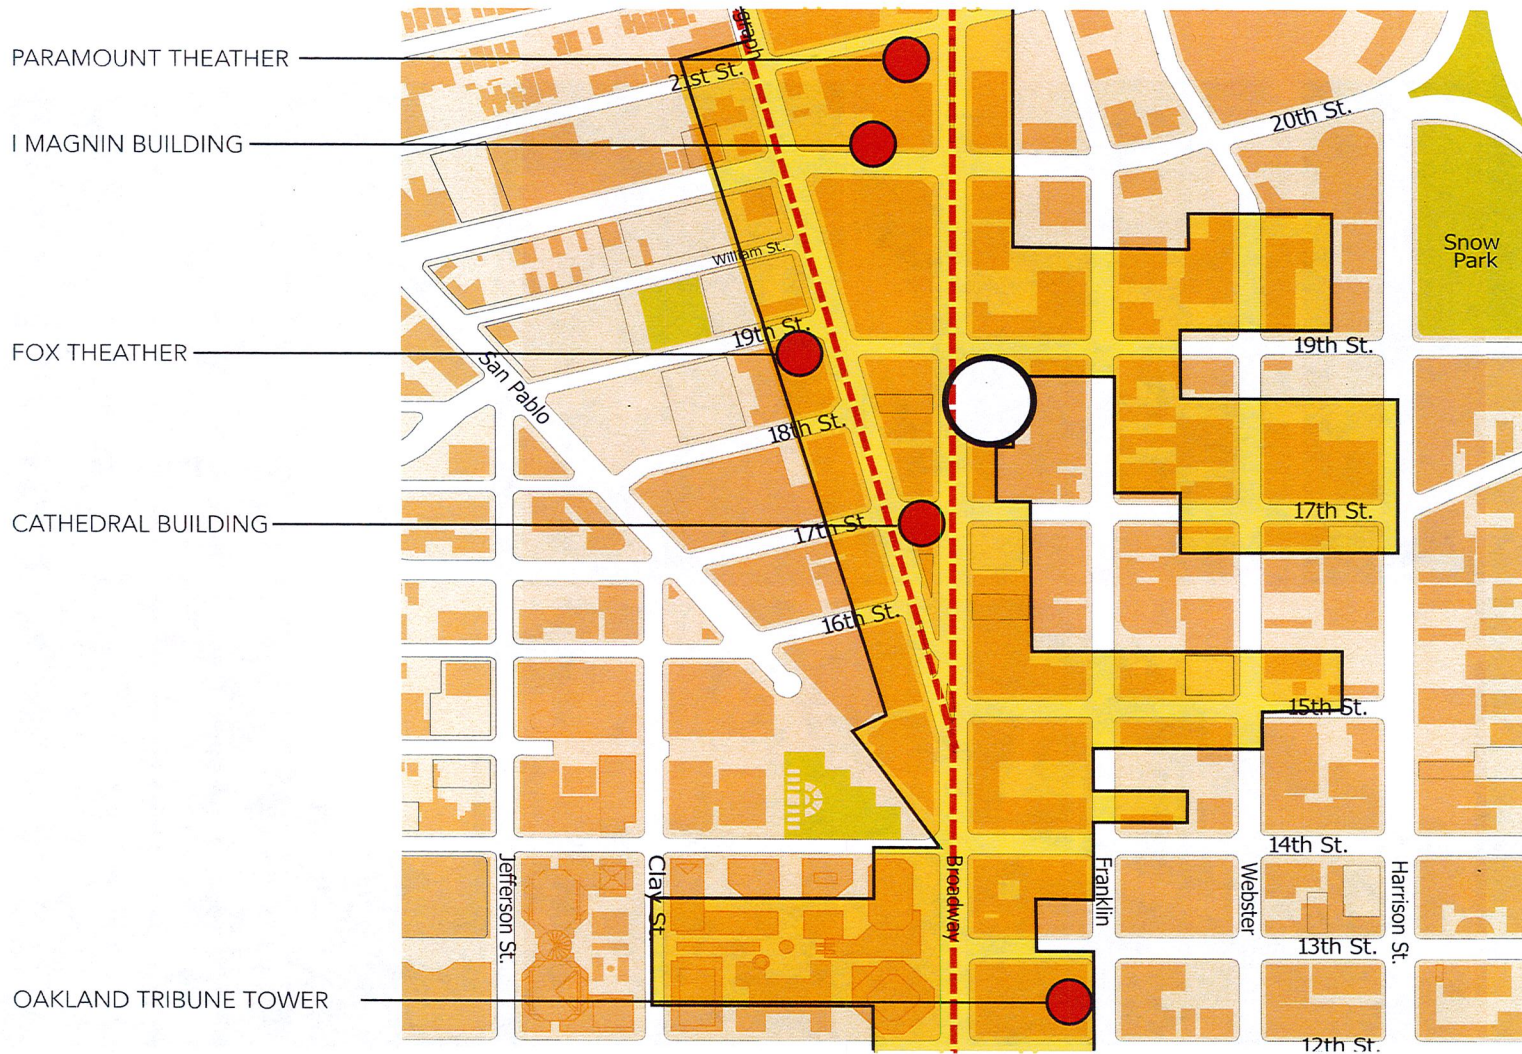 PARAMOUNT THEATHER
I MAGNIN BUILDING
FOX THEATHER
CATHEDRAL BUILDING
OAKLAND TRIBUNE TOWER
21st St.
20th St.
Snow
Park
William St.
19th St.
19th St.
San Pablo
18th St.
17th St
17th St.
16th St.
15th St.
14th St.
Jefferson St.
Clay St.
Broadway
Franklin
Webster
Harrison St.
13th St.
12th St.